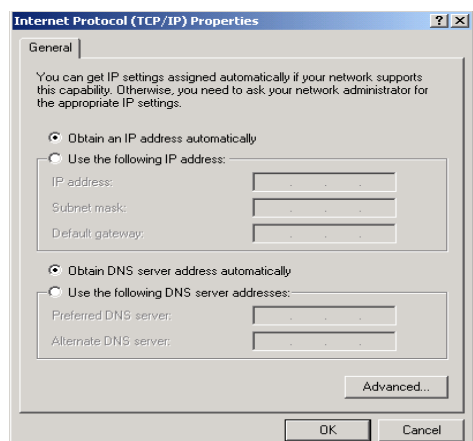 Internet Protocol (TCP/IP) Properties
General
You can get IP settings assigned automatically if your network supports
this capability. Otherwise, you need to ask your network administrator for
the appropriate IP settings.
Obtain an IP address automatically
Use the following IP address:
IP address:
Subnet mask:
Default gateway:
Obtain DNS server address automatically
Use the following DNS server addresses:
Preferred DNS server:
Alternate DNS server:
Advanced...
OK Cancel